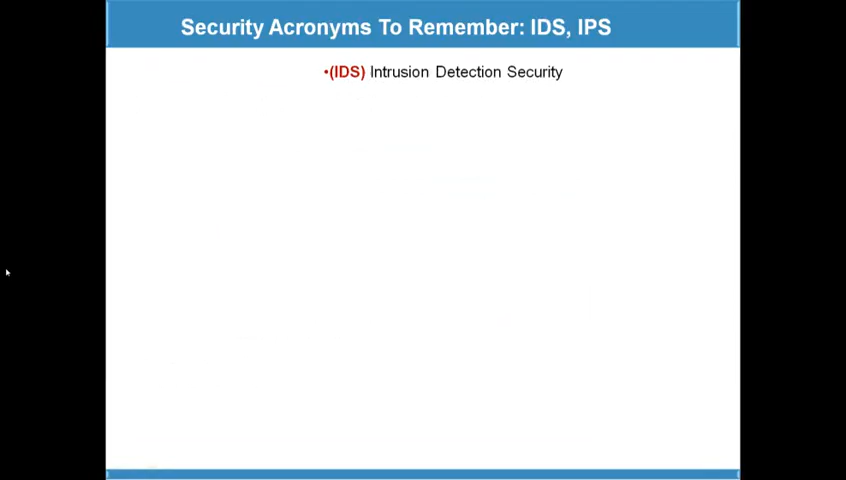 Security Acronyms To Remember: IDS, IPS
•(IDS) Intrusion Detection Security